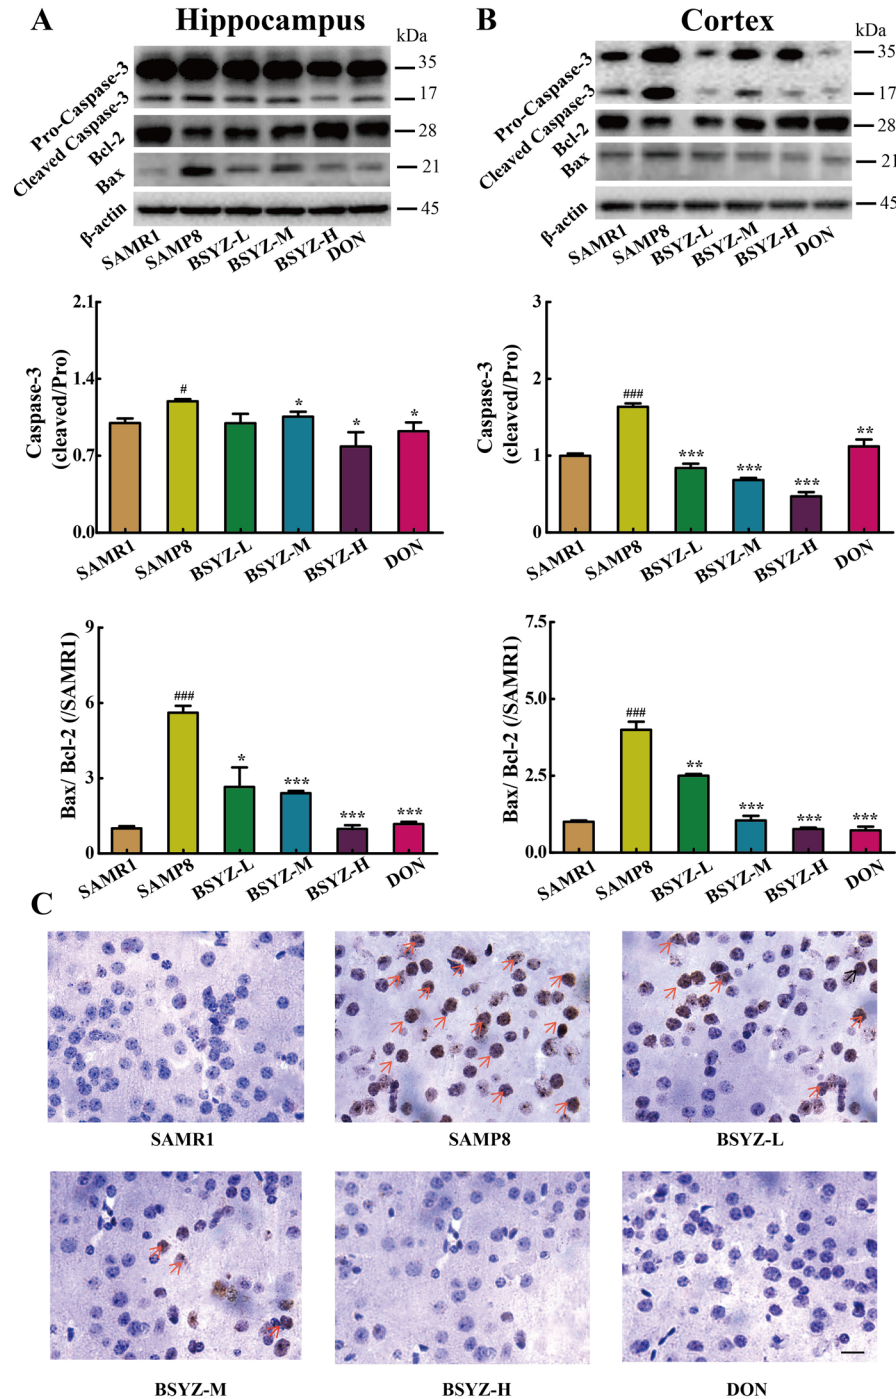 A Hippocampus
kDa
Pro-Caspase-3
35
Cleaved Caspase-3
17
Bcl-2
28
Bax
21
β-actin
45
SAMR1 SAMP8 BSYZ-L BSYZ-M BSYZ-H DON
B Cortex
kDa
Pro-Caspase-3
35
Cleaved Caspase-3
17
Bcl-2
28
Bax
21
β-actin
45
SAMR1 SAMP8 BSYZ-L BSYZ-M BSYZ-H DON
Caspase-3
(cleaved/Pro)
2.1
1.4
0.7
0.0
# * * *
SAMR1 SAMP8 BSYZ-L BSYZ-M BSYZ-H DON
Caspase-3
(cleaved/Pro)
3
2
1
0
### *** *** *** **
SAMR1 SAMP8 BSYZ-L BSYZ-M BSYZ-H DON
Bax/ Bcl-2 (/SAMR1)
9
6
3
0
### * *** *** ***
SAMR1 SAMP8 BSYZ-L BSYZ-M BSYZ-H DON
Bax/ Bcl-2 (/SAMR1)
7.5
5.0
2.5
0.0
### ** *** *** ***
SAMR1 SAMP8 BSYZ-L BSYZ-M BSYZ-H DON
C
SAMR1 SAMP8 BSYZ-L
BSYZ-M BSYZ-H DON